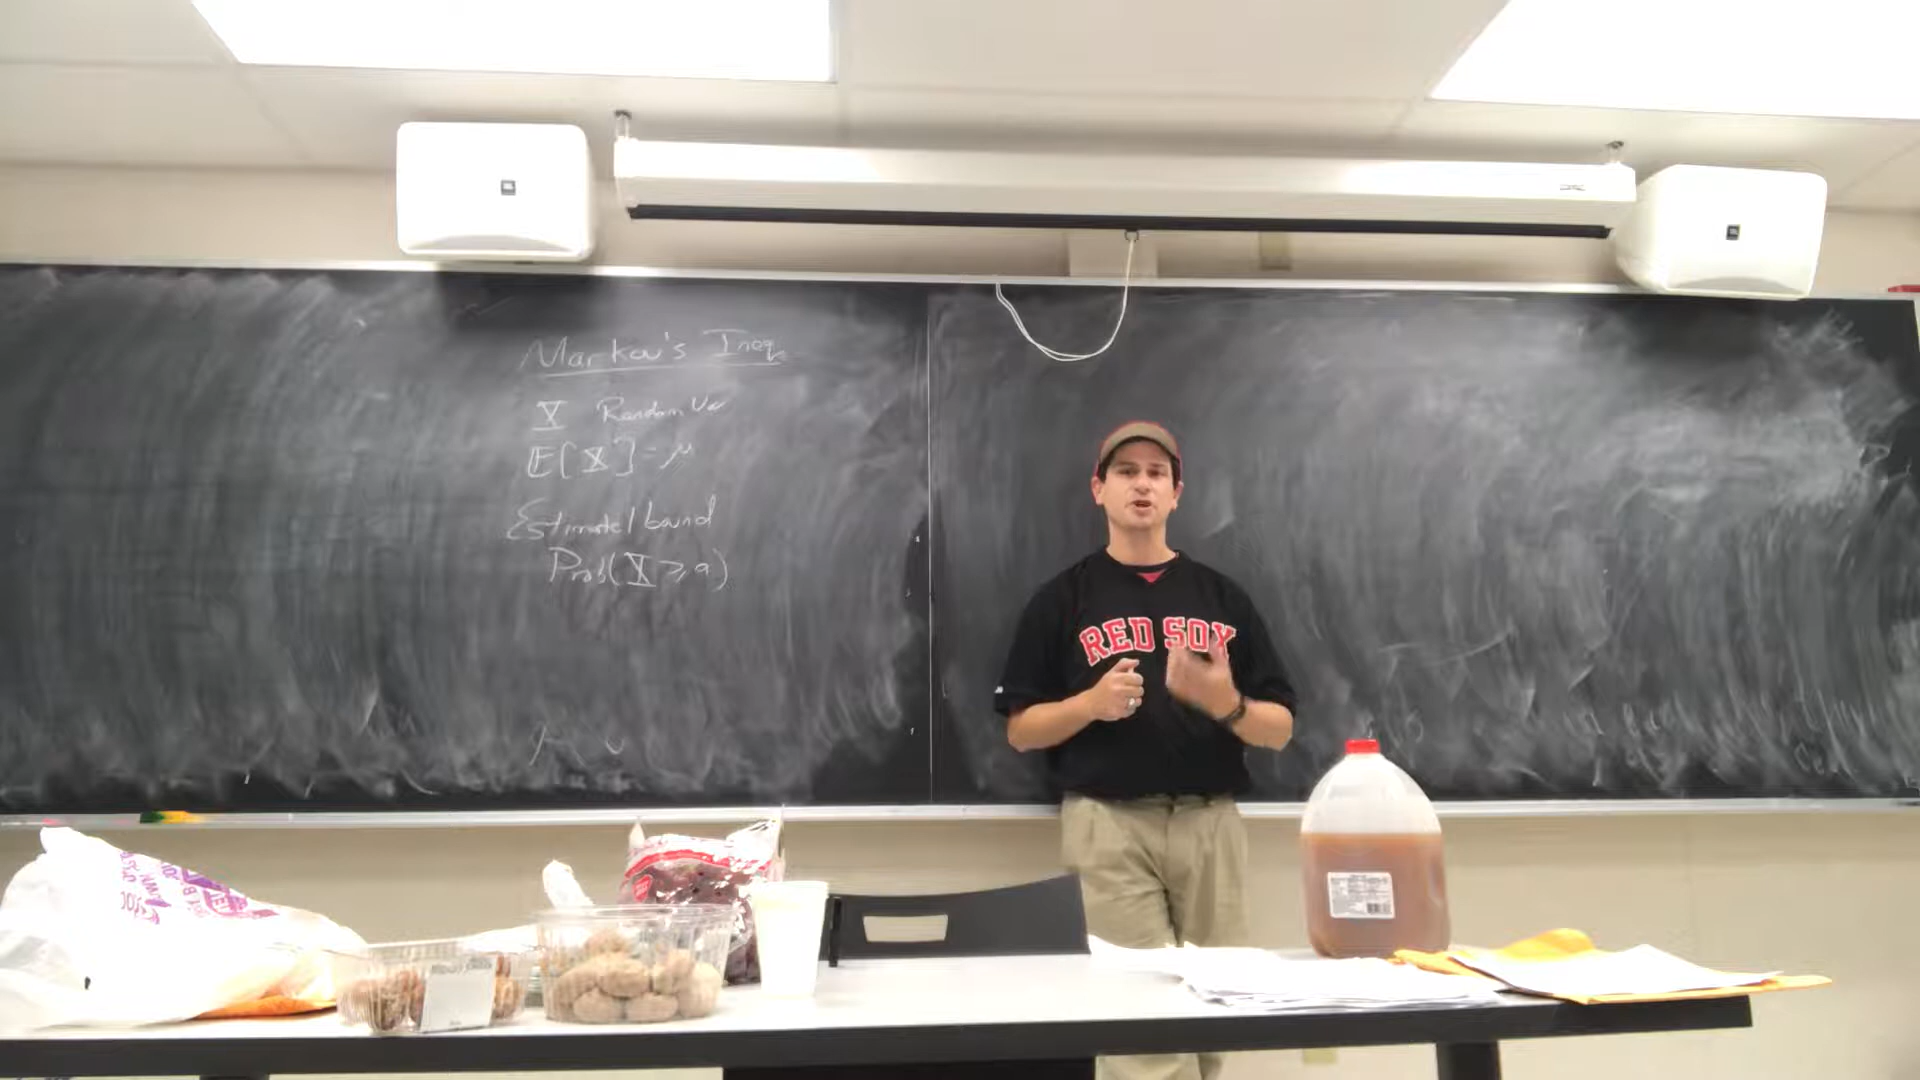 Markov's Ineq.
X Random Var
E[X] = μ
Estimate/bound
Prob(X ≥ a)
RED SOX